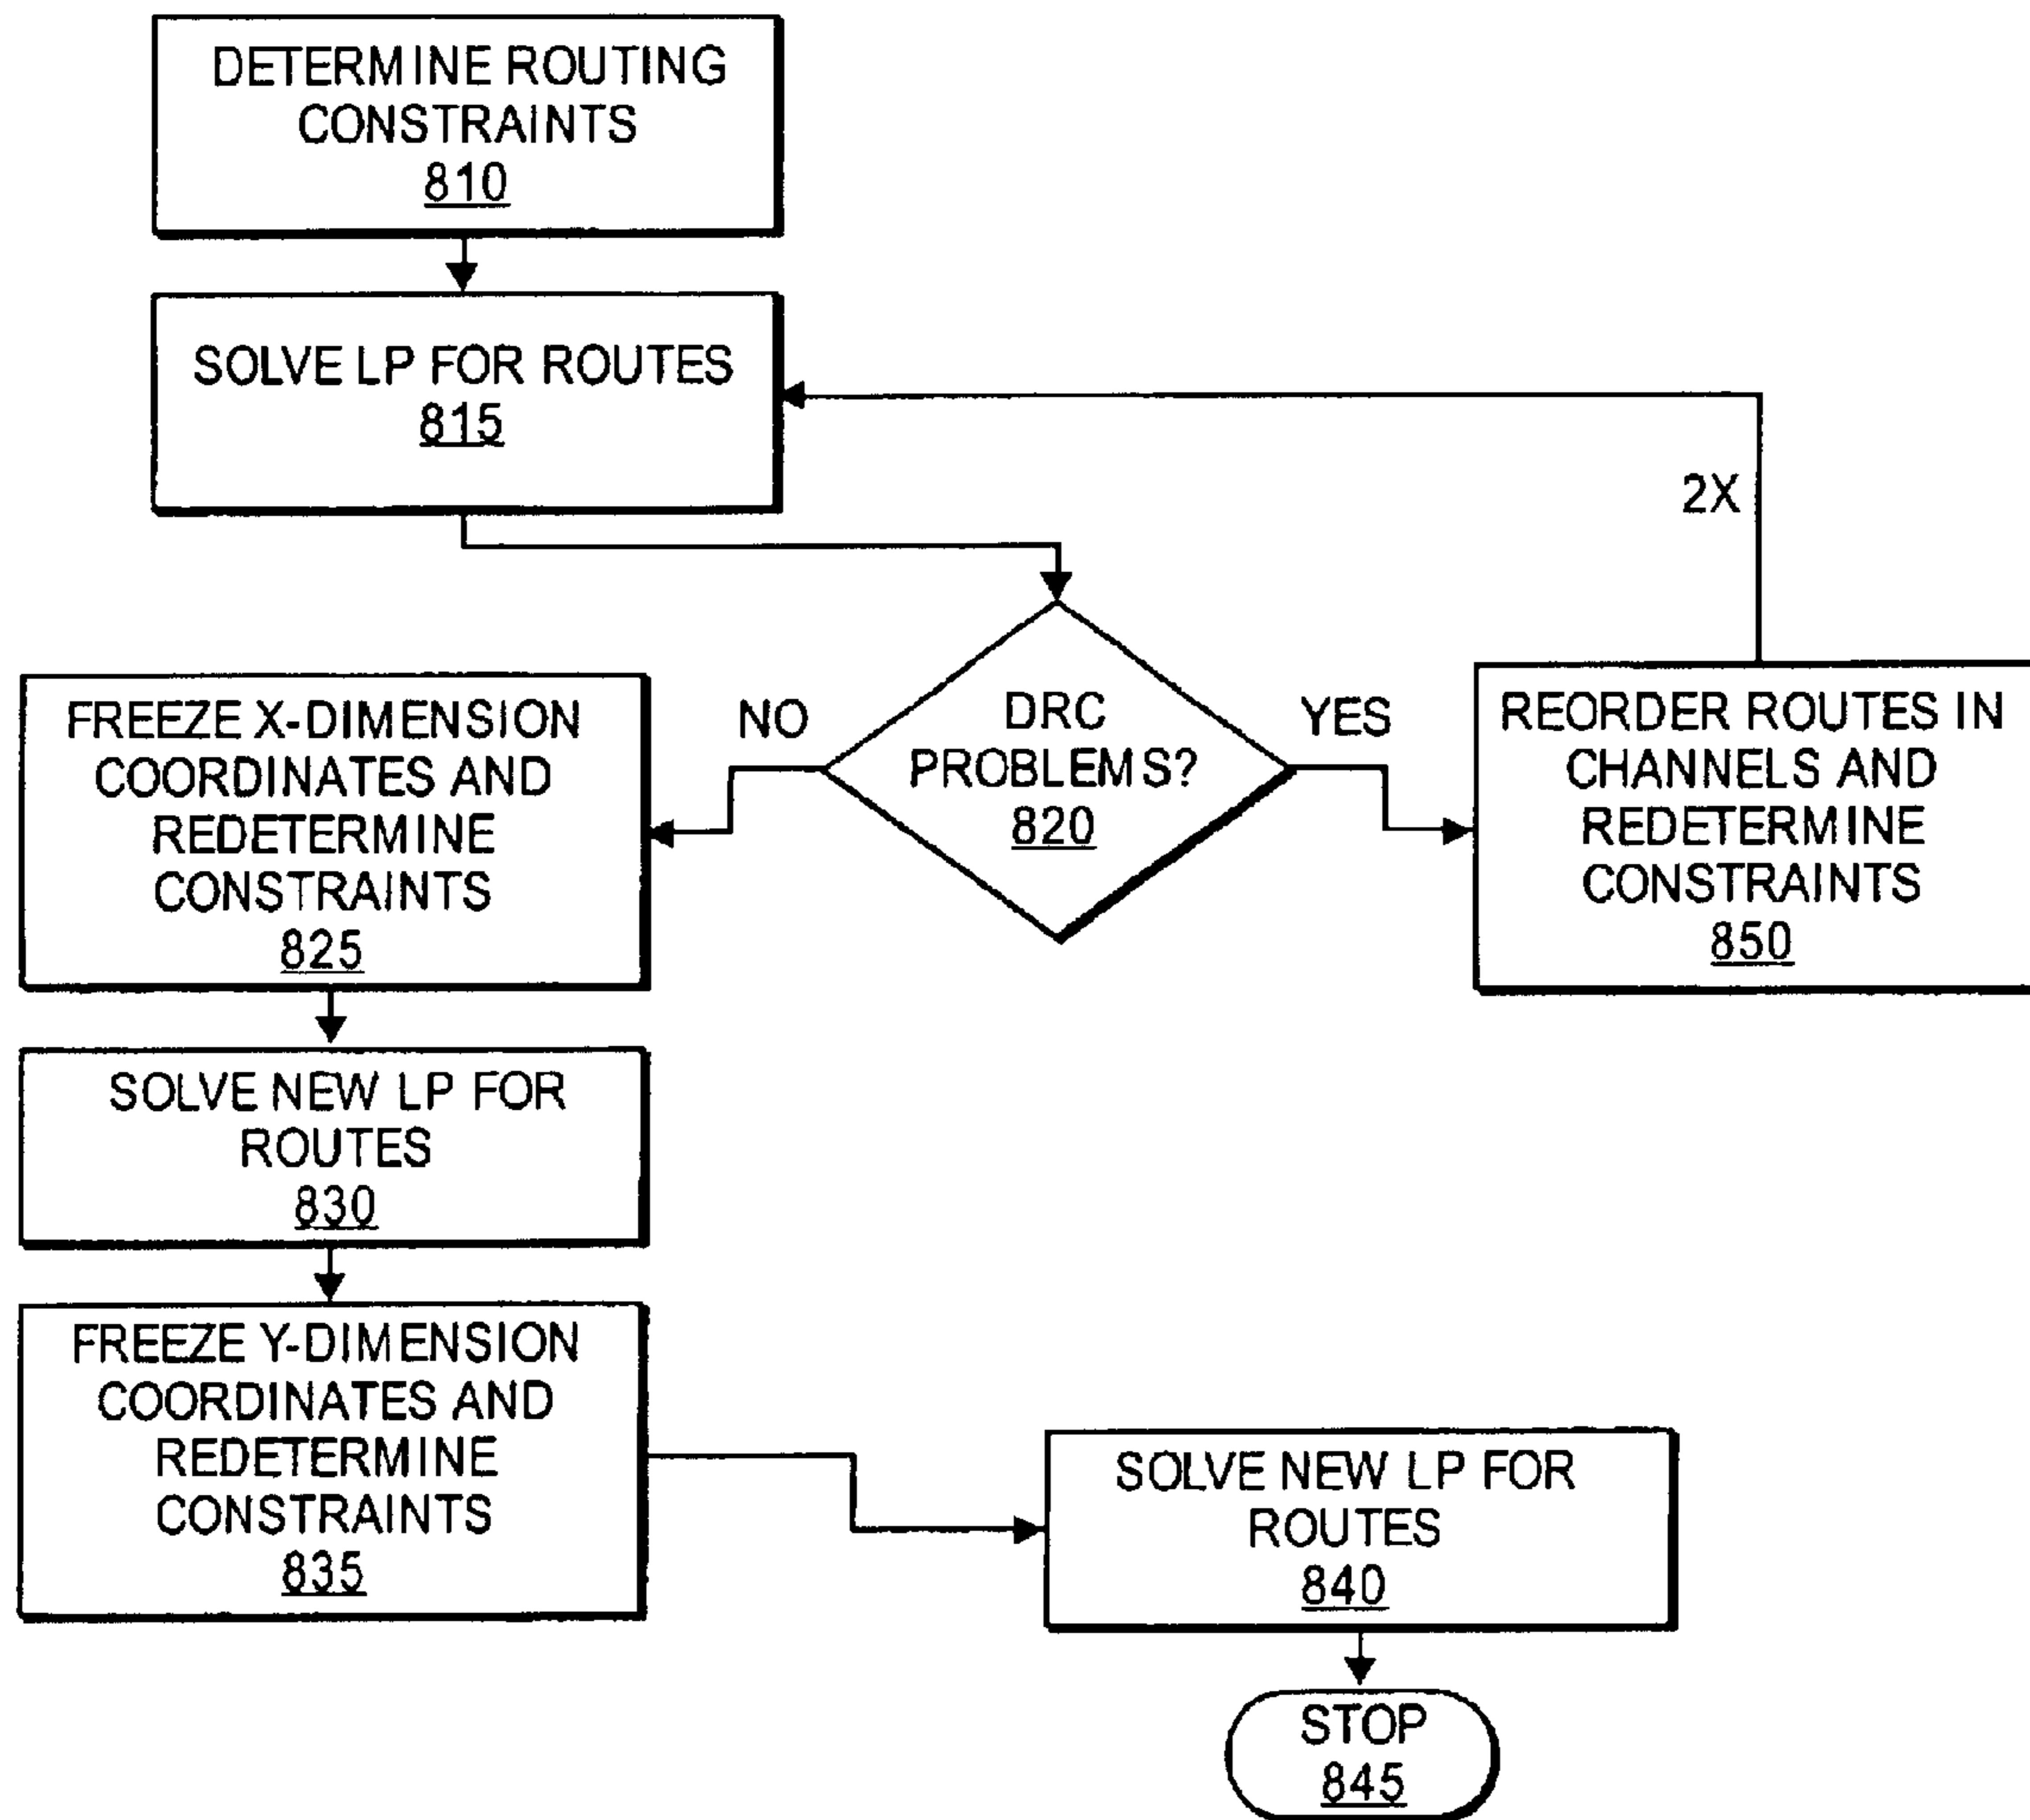 DETERMINE ROUTING
CONSTRAINTS
810
SOLVE LP FOR ROUTES
815
2X
DRC
PROBLEMS?
820
NO
YES
FREEZE X-DIMENSION
COORDINATES AND
REDETERMINE
CONSTRAINTS
825
REORDER ROUTES IN
CHANNELS AND
REDETERMINE
CONSTRAINTS
850
SOLVE NEW LP FOR
ROUTES
830
FREEZE Y-DIMENSION
COORDINATES AND
REDETERMINE
CONSTRAINTS
835
SOLVE NEW LP FOR
ROUTES
840
STOP
845